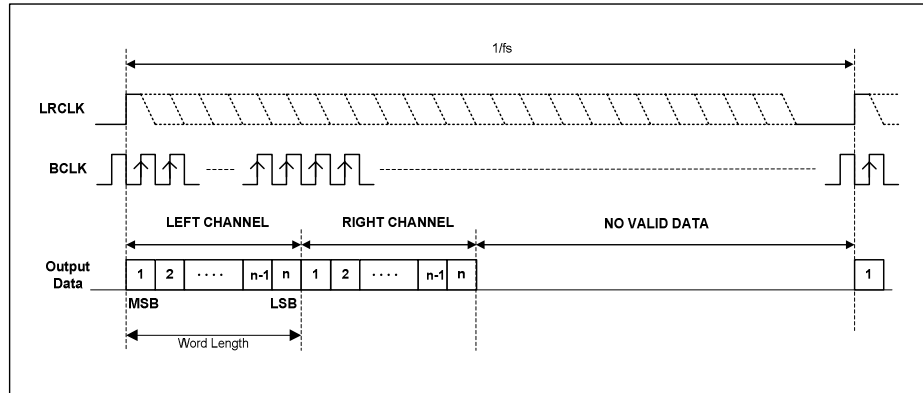 1/fs
LRCLK
BCLK
LEFT CHANNEL RIGHT CHANNEL NO VALID DATA
Output Data 1 2 .... n-1 n 1 2 .... n-1 n 1
MSB LSB
Word Length